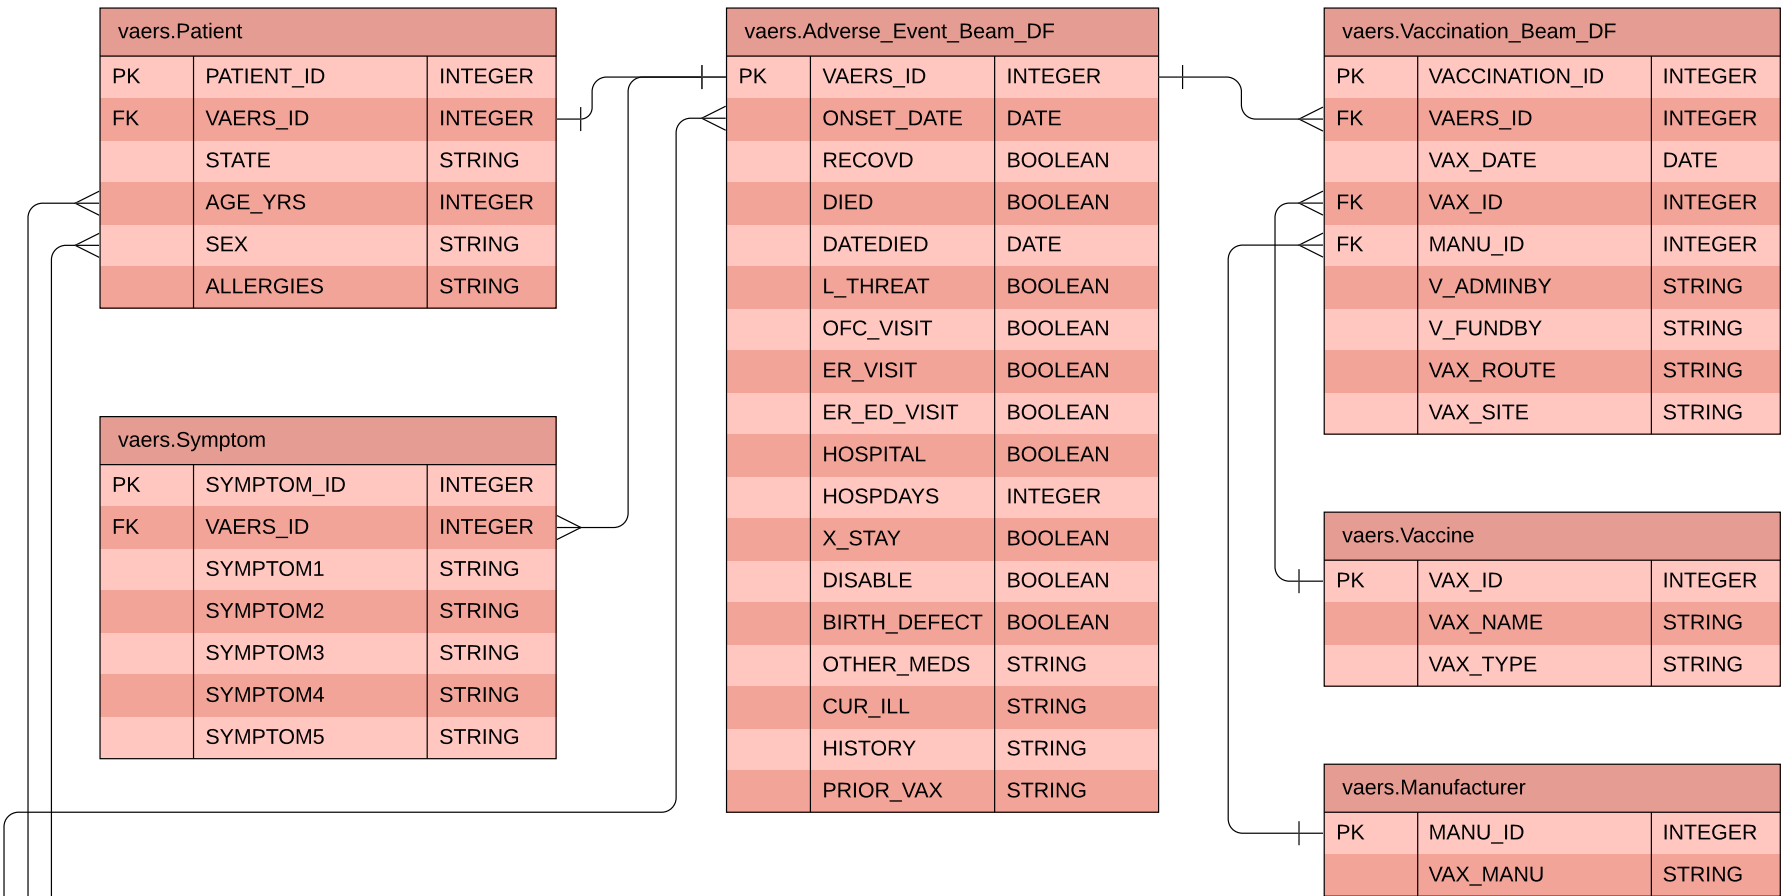 vaers.Patient
PK PATIENT_ID INTEGER
FK VAERS_ID INTEGER
STATE STRING
AGE_YRS INTEGER
SEX STRING
ALLERGIES STRING
vaers.Symptom
PK SYMPTOM_ID INTEGER
FK VAERS_ID INTEGER
SYMPTOM1 STRING
SYMPTOM2 STRING
SYMPTOM3 STRING
SYMPTOM4 STRING
SYMPTOM5 STRING
vaers.Adverse_Event_Beam_DF
PK VAERS_ID INTEGER
ONSET_DATE DATE
RECOVD BOOLEAN
DIED BOOLEAN
DATEDIED DATE
L_THREAT BOOLEAN
OFC_VISIT BOOLEAN
ER_VISIT BOOLEAN
ER_ED_VISIT BOOLEAN
HOSPITAL BOOLEAN
HOSPDAYS INTEGER
X_STAY BOOLEAN
DISABLE BOOLEAN
BIRTH_DEFECT BOOLEAN
OTHER_MEDS STRING
CUR_ILL STRING
HISTORY STRING
PRIOR_VAX STRING
vaers.Vaccination_Beam_DF
PK VACCINATION_ID INTEGER
FK VAERS_ID INTEGER
VAX_DATE DATE
FK VAX_ID INTEGER
FK MANU_ID INTEGER
V_ADMINBY STRING
V_FUNDBY STRING
VAX_ROUTE STRING
VAX_SITE STRING
vaers.Vaccine
PK VAX_ID INTEGER
VAX_NAME STRING
VAX_TYPE STRING
vaers.Manufacturer
PK MANU_ID INTEGER
VAX_MANU STRING